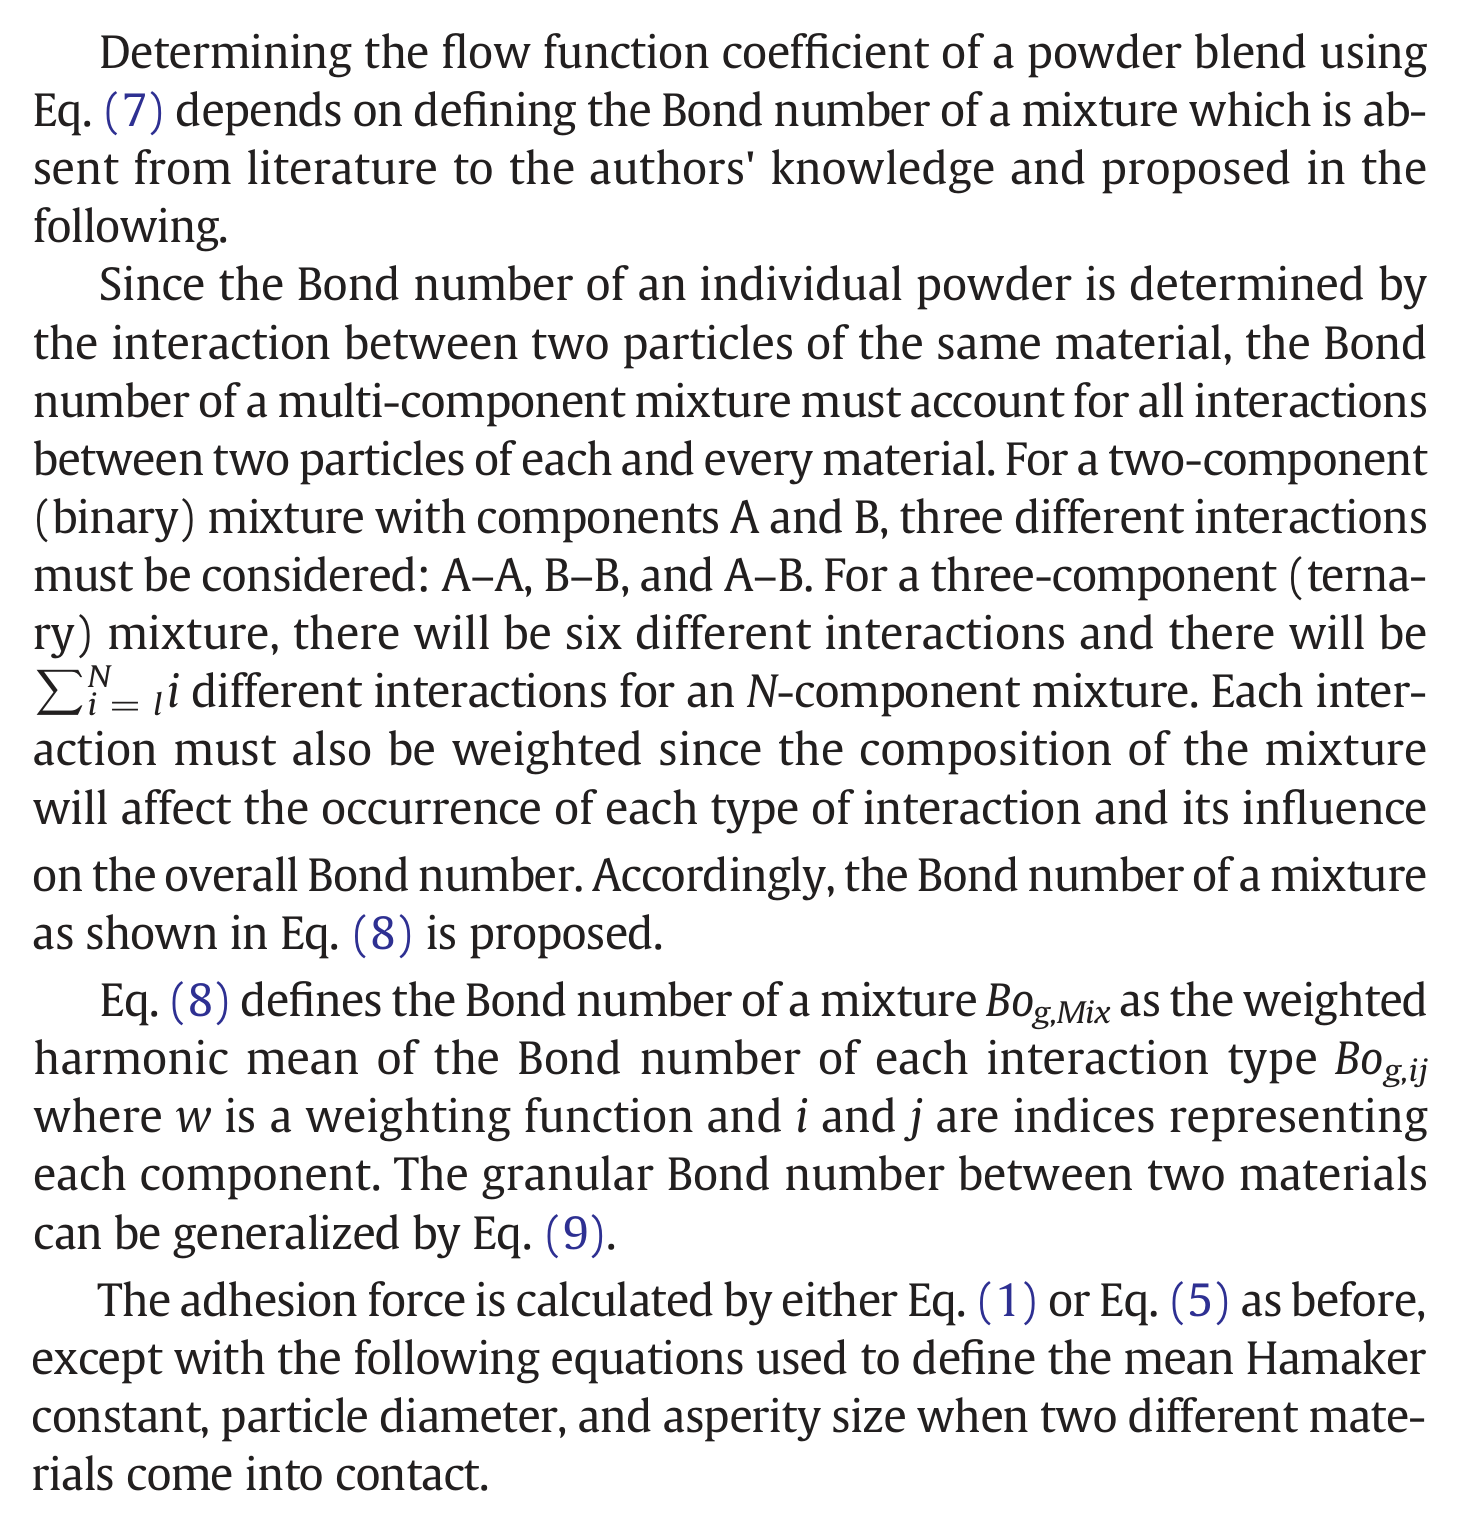 Determining the flow function coefficient of a powder blend using
Eq. (7) depends on defining the Bond number of a mixture which is ab-
sent from literature to the authors' knowledge and proposed in the
following.
Since the Bond number of an individual powder is determined by
the interaction between two particles of the same material, the Bond
number of a multi-component mixture must account for all interactions
between two particles of each and every material. For a two-component
(binary) mixture with components A and B, three different interactions
must be considered: A–A, B–B, and A–B. For a three-component (terna-
ry) mixture, there will be six different interactions and there will be
∑_{i = l}^{N} i different interactions for an N-component mixture. Each inter-
action must also be weighted since the composition of the mixture
will affect the occurrence of each type of interaction and its influence
on the overall Bond number. Accordingly, the Bond number of a mixture
as shown in Eq. (8) is proposed.
Eq. (8) defines the Bond number of a mixture Bo_{g,Mix} as the weighted
harmonic mean of the Bond number of each interaction type Bo_{g,ij}
where w is a weighting function and i and j are indices representing
each component. The granular Bond number between two materials
can be generalized by Eq. (9).
The adhesion force is calculated by either Eq. (1) or Eq. (5) as before,
except with the following equations used to define the mean Hamaker
constant, particle diameter, and asperity size when two different mate-
rials come into contact.